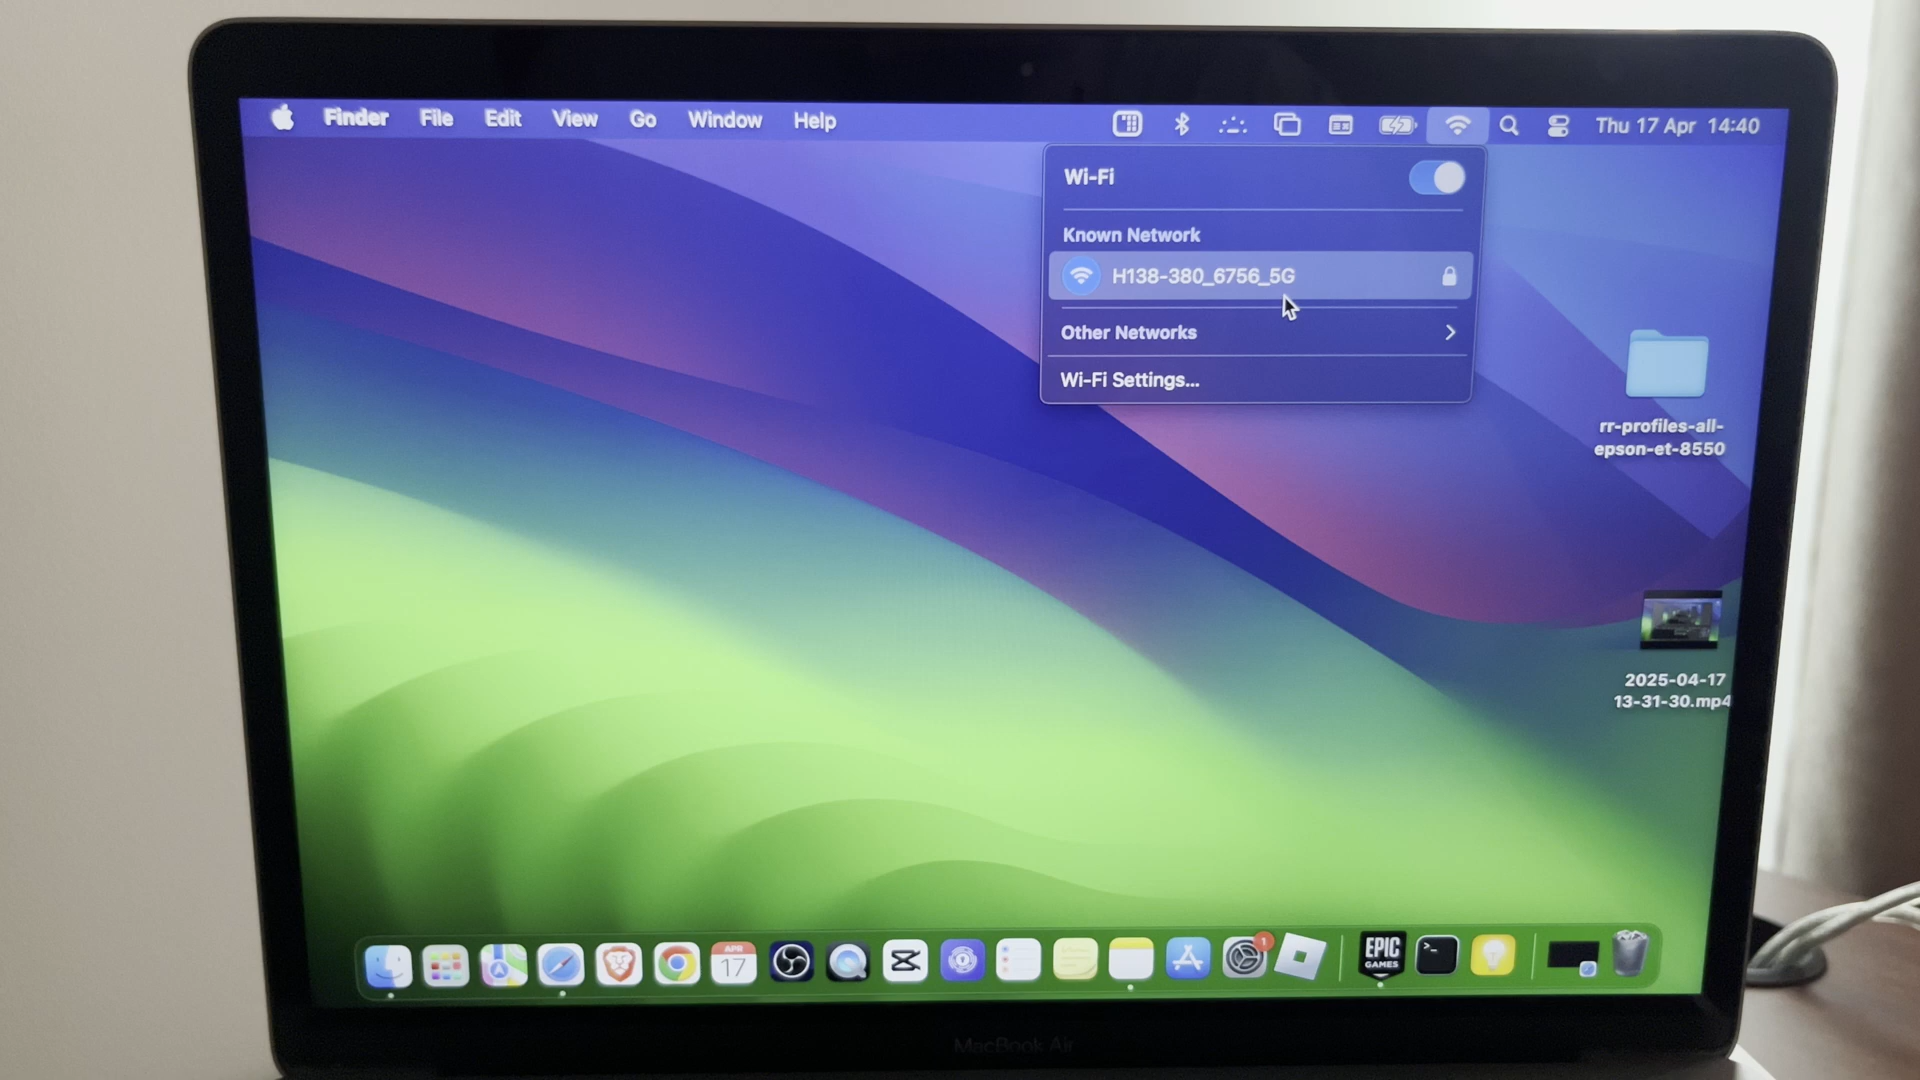 Finder File Edit View Go Window Help Thu 17 Apr 14:40
Wi-Fi
Known Network
H138-380_6756_5G
Other Networks
Wi-Fi Settings...
rr-profiles-all-
epson-et-8550
2025-04-17
13-31-30.mp4
APR
17
1
EPIC
GAMES
>_
MacBook Air